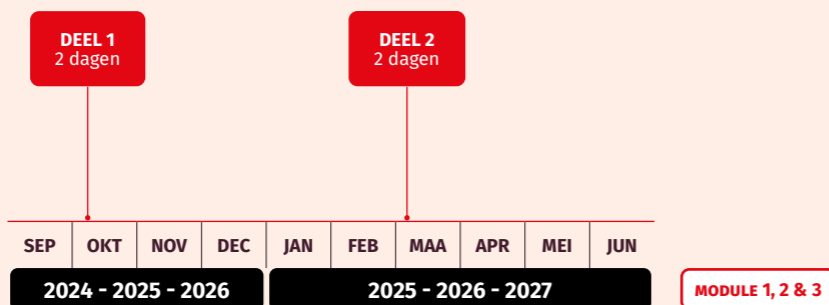 DEEL 1
2 dagen
DEEL 2
2 dagen
SEP OKT NOV DEC JAN FEB MAA APR MEI JUN
2024 - 2025 - 2026
2025 - 2026 - 2027
MODULE 1, 2 & 3